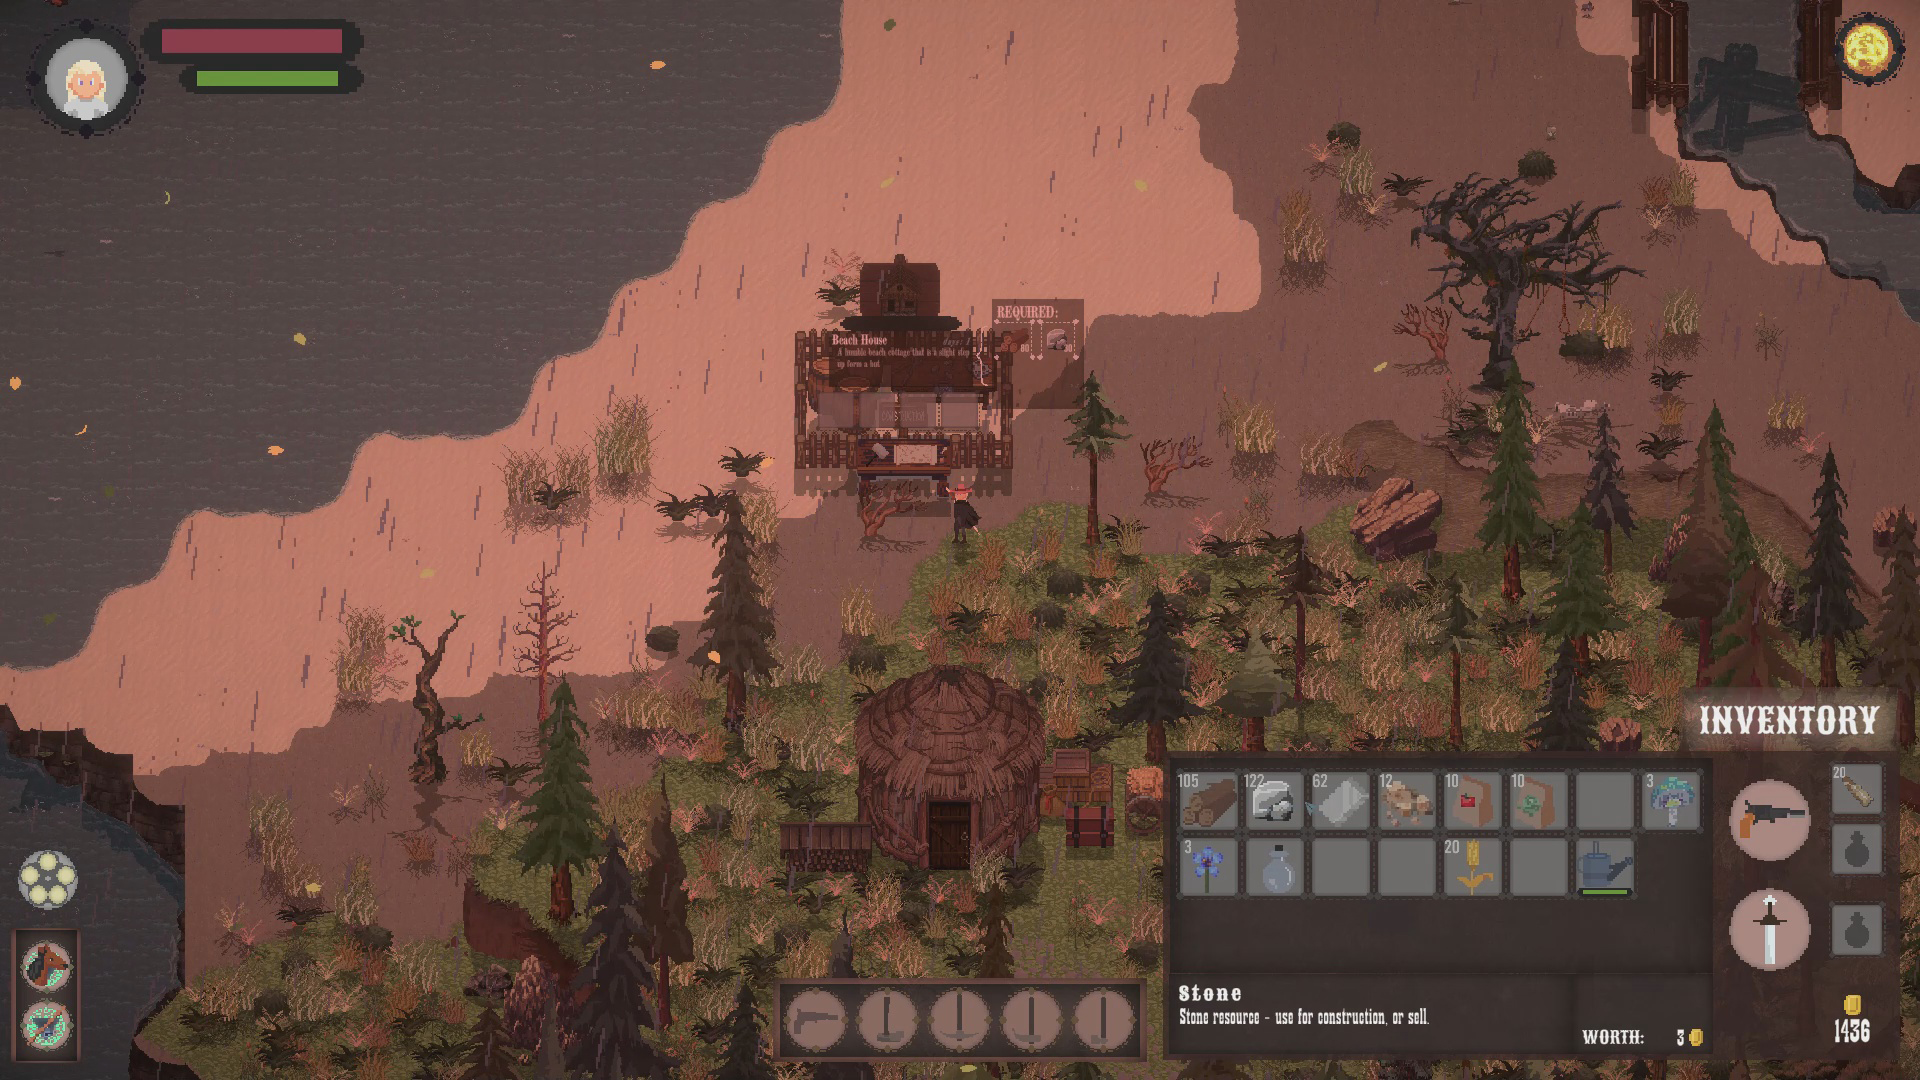 REQUIRED:
80
Beach House
A humble beach cottage that is a slight step
up form a hut
INVENTORY
105
122
62
12
10
10
3
20
3
20
Stone
Stone resource - use for construction, or sell.
WORTH: 3
1436